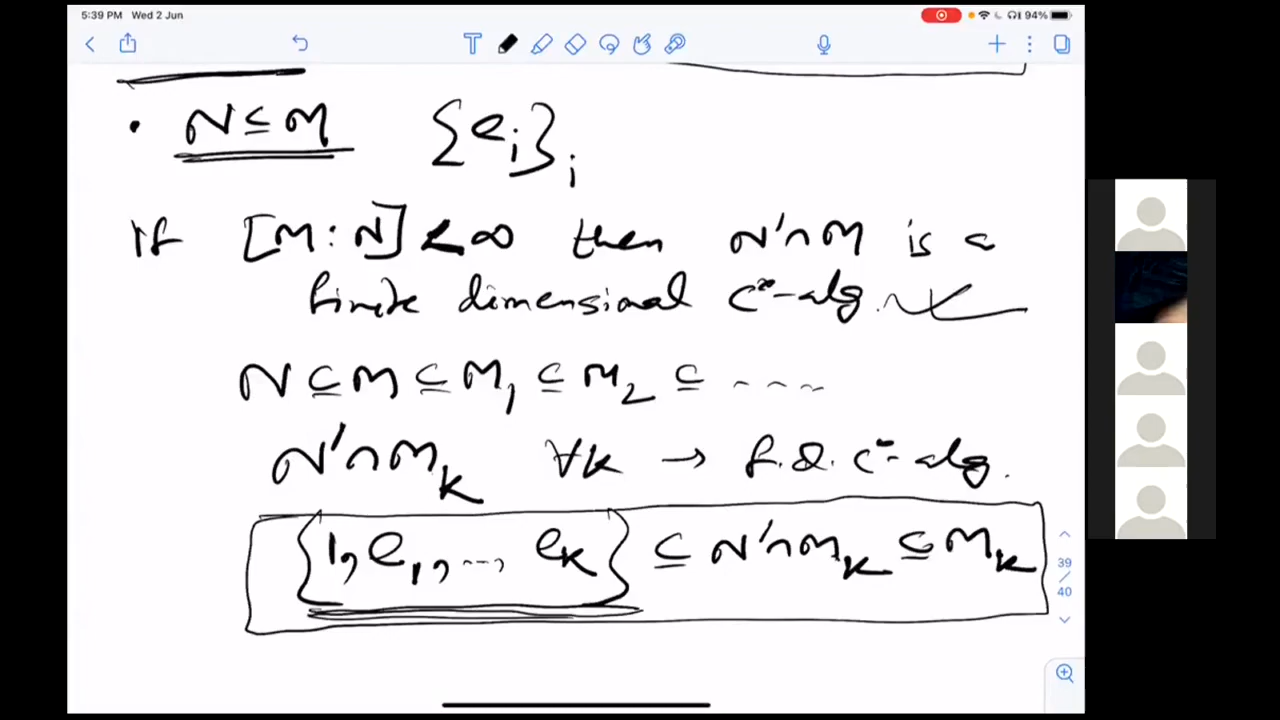 5:39 PM Wed 2 Jun 94%
• N ⊆ M {e_i}_i
If [M : N] < ∞ then N' ∩ M is a
finite dimensional C*-alg.
N ⊆ M ⊆ M_1 ⊆ M_2 ⊆ ----
N' ∩ M_k ∀k → f.d. C*-alg.
{1, e_1, ..., e_k} ⊆ N' ∩ M_k ⊆ M_k
39
/
40